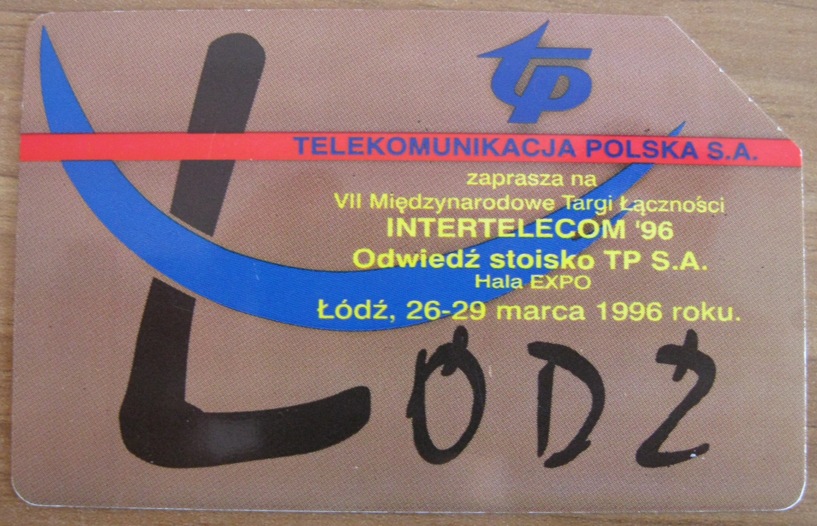 tp
TELEKOMUNIKACJA POLSKA S.A.
zaprasza na
VII Międzynarodowe Targi Łączności
INTERTELECOM '96
Odwiedź stoisko TP S.A.
Hala EXPO
Łódź, 26-29 marca 1996 roku.
ŁÓDŹ